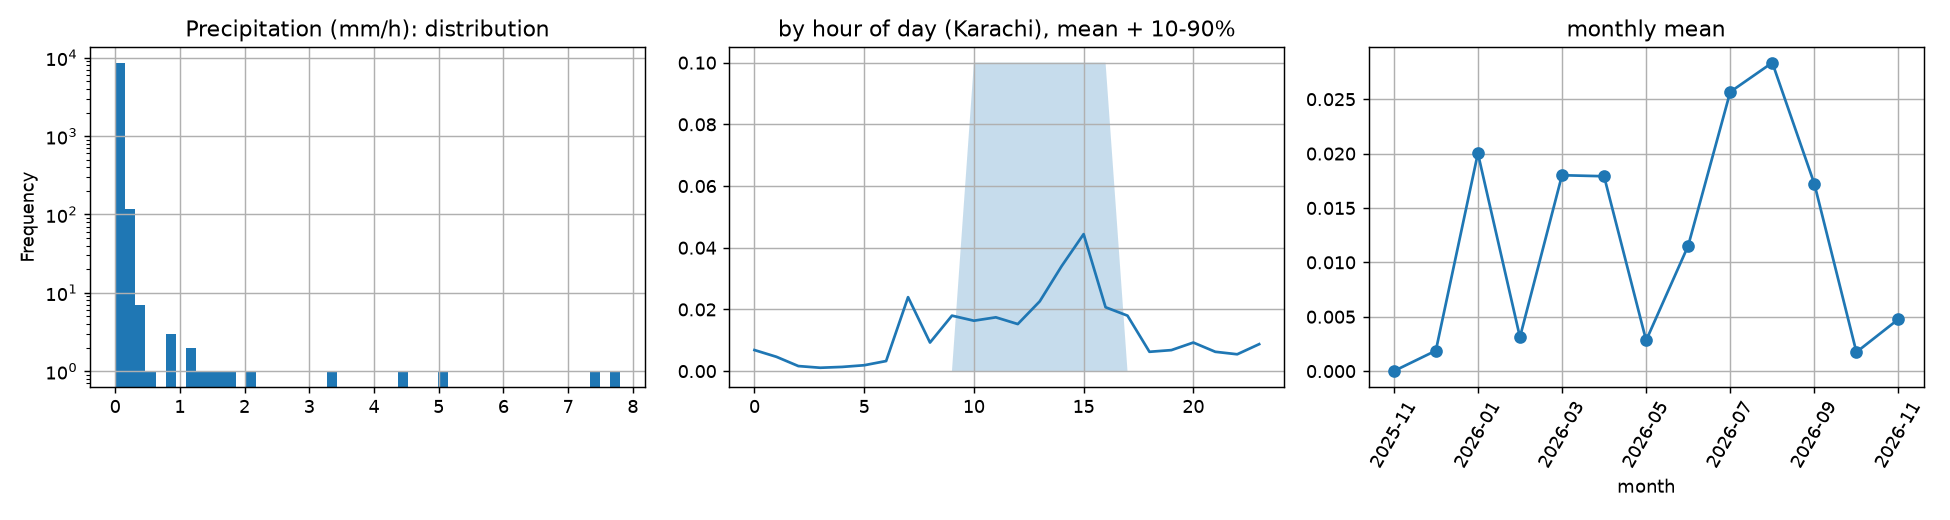 Precipitation (mm/h): distribution
Frequency
10⁴
10³
10²
10¹
10⁰
0 1 2 3 4 5 6 7 8
by hour of day (Karachi), mean + 10-90%
0.10
0.08
0.06
0.04
0.02
0.00
0 5 10 15 20
monthly mean
0.025
0.020
0.015
0.010
0.005
0.000
2025-11 2026-01 2026-03 2026-05 2026-07 2026-09 2026-11
month